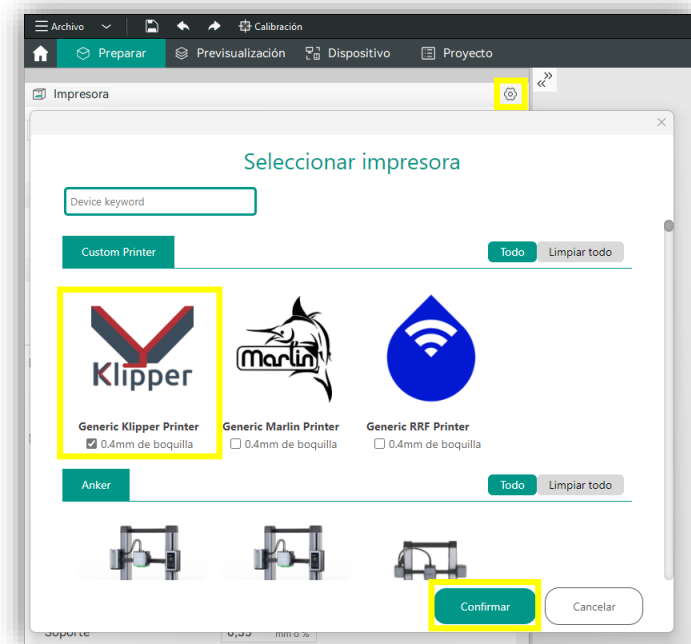 Archivo
Calibración
Preparar Previsualización Dispositivo Proyecto
Impresora
Seleccionar impresora
Device keyword
Custom Printer Todo Limpiar todo
Klipper Marlin
Generic Klipper Printer Generic Marlin Printer Generic RRF Printer
0.4mm de boquilla 0.4mm de boquilla 0.4mm de boquilla
Anker Todo Limpiar todo
Confirmar Cancelar
Soporte 0,35 mm o %